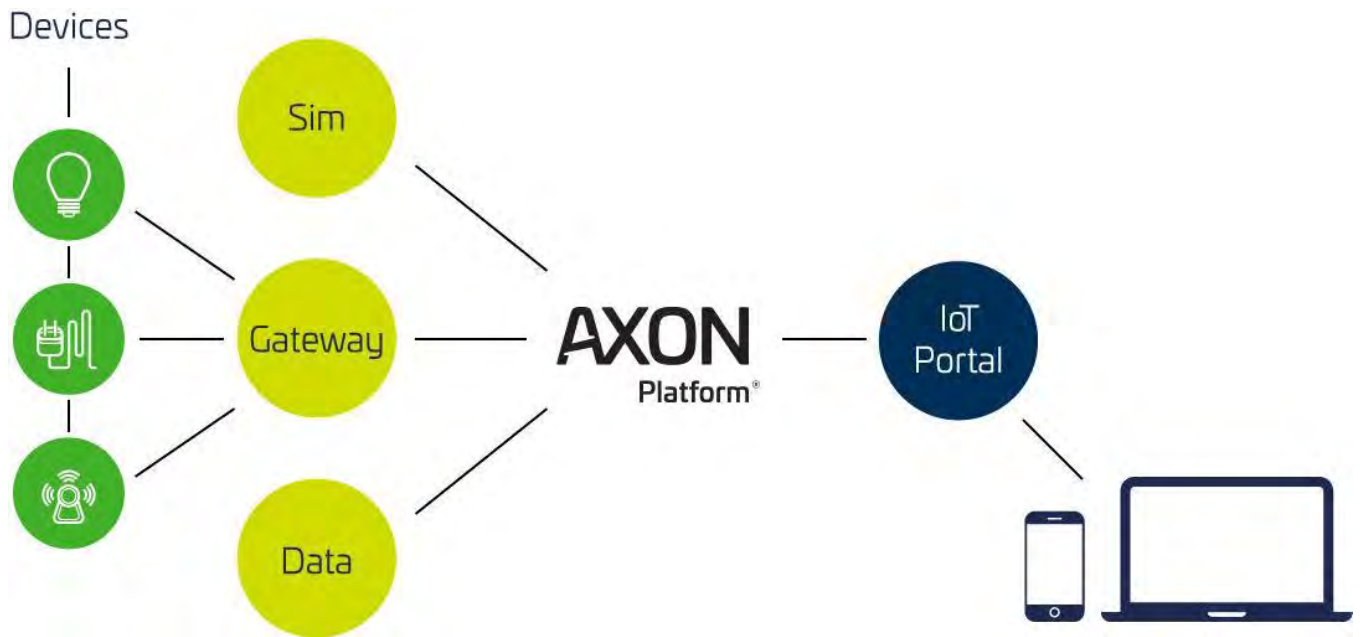 Devices
Sim
Gateway
AXON
Platform®
IoT
Portal
Data